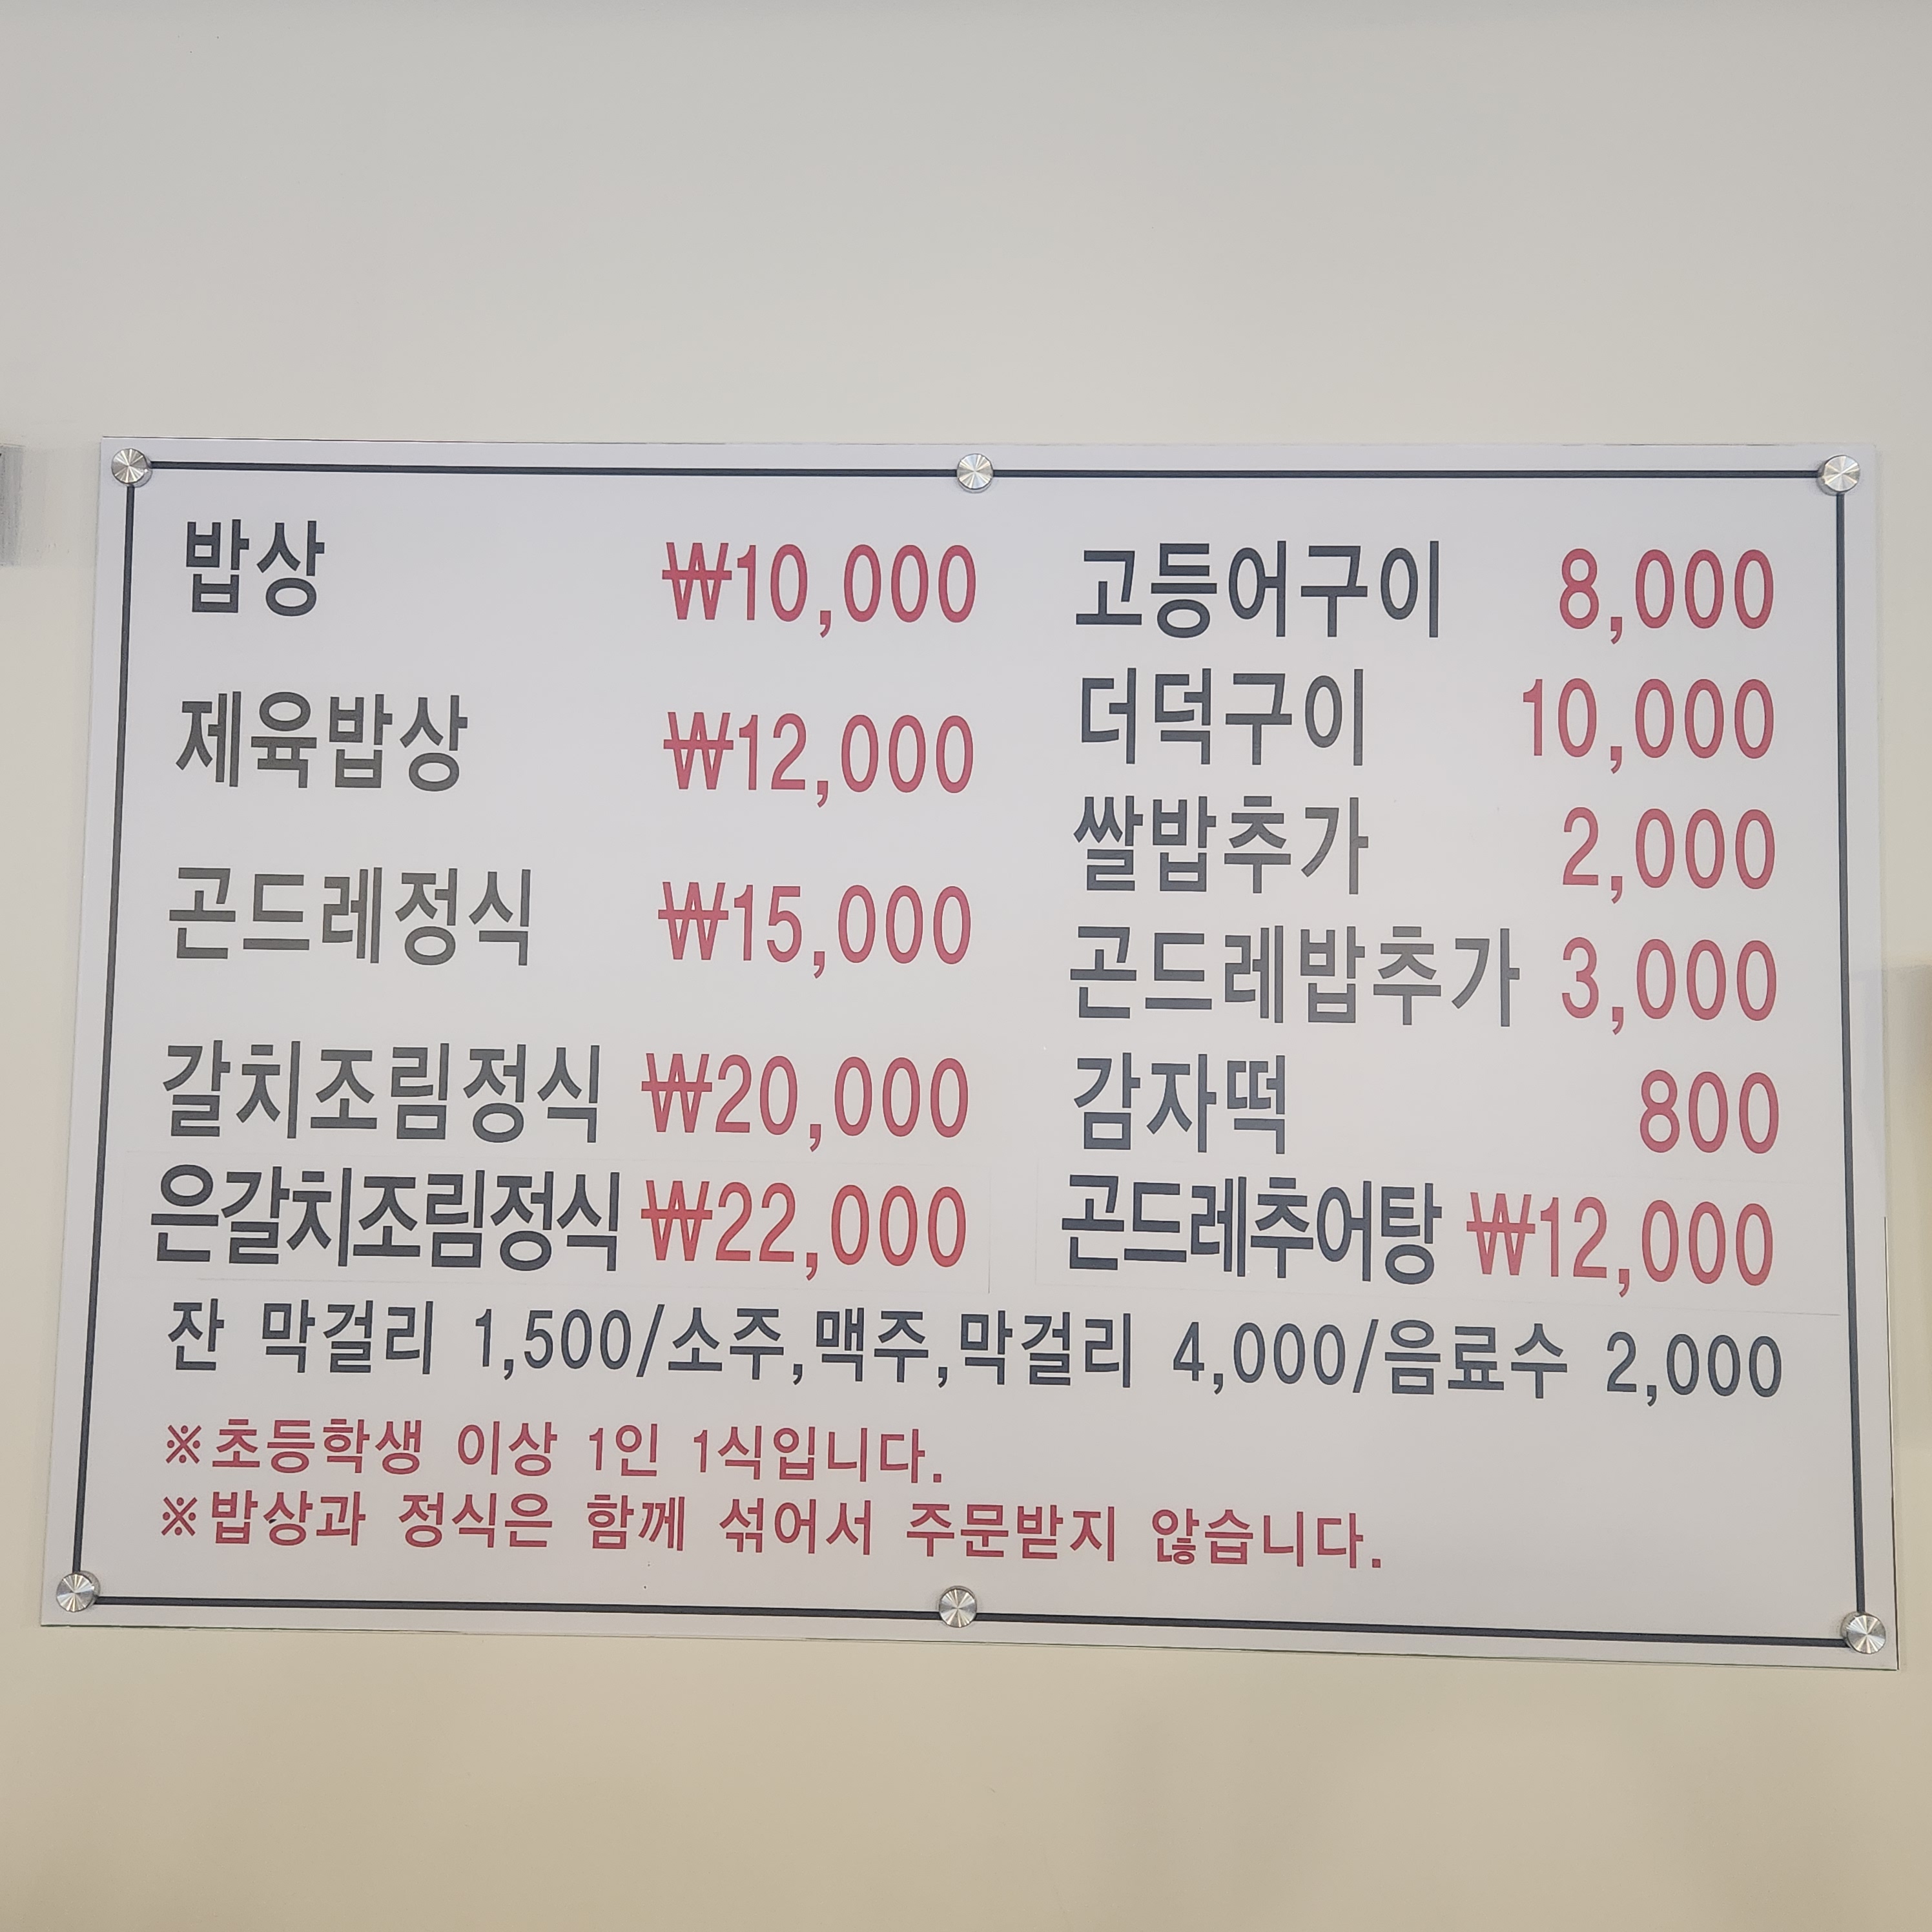 밥상 ₩10,000
제육밥상 ₩12,000
곤드레정식 ₩15,000
갈치조림정식 ₩20,000
은갈치조림정식 ₩22,000
고등어구이 8,000
더덕구이 10,000
쌀밥추가 2,000
곤드레밥추가 3,000
감자떡 800
곤드레추어탕 ₩12,000
잔 막걸리 1,500/소주,맥주,막걸리 4,000/음료수 2,000
※초등학생 이상 1인 1식입니다.
※밥상과 정식은 함께 섞어서 주문받지 않습니다.